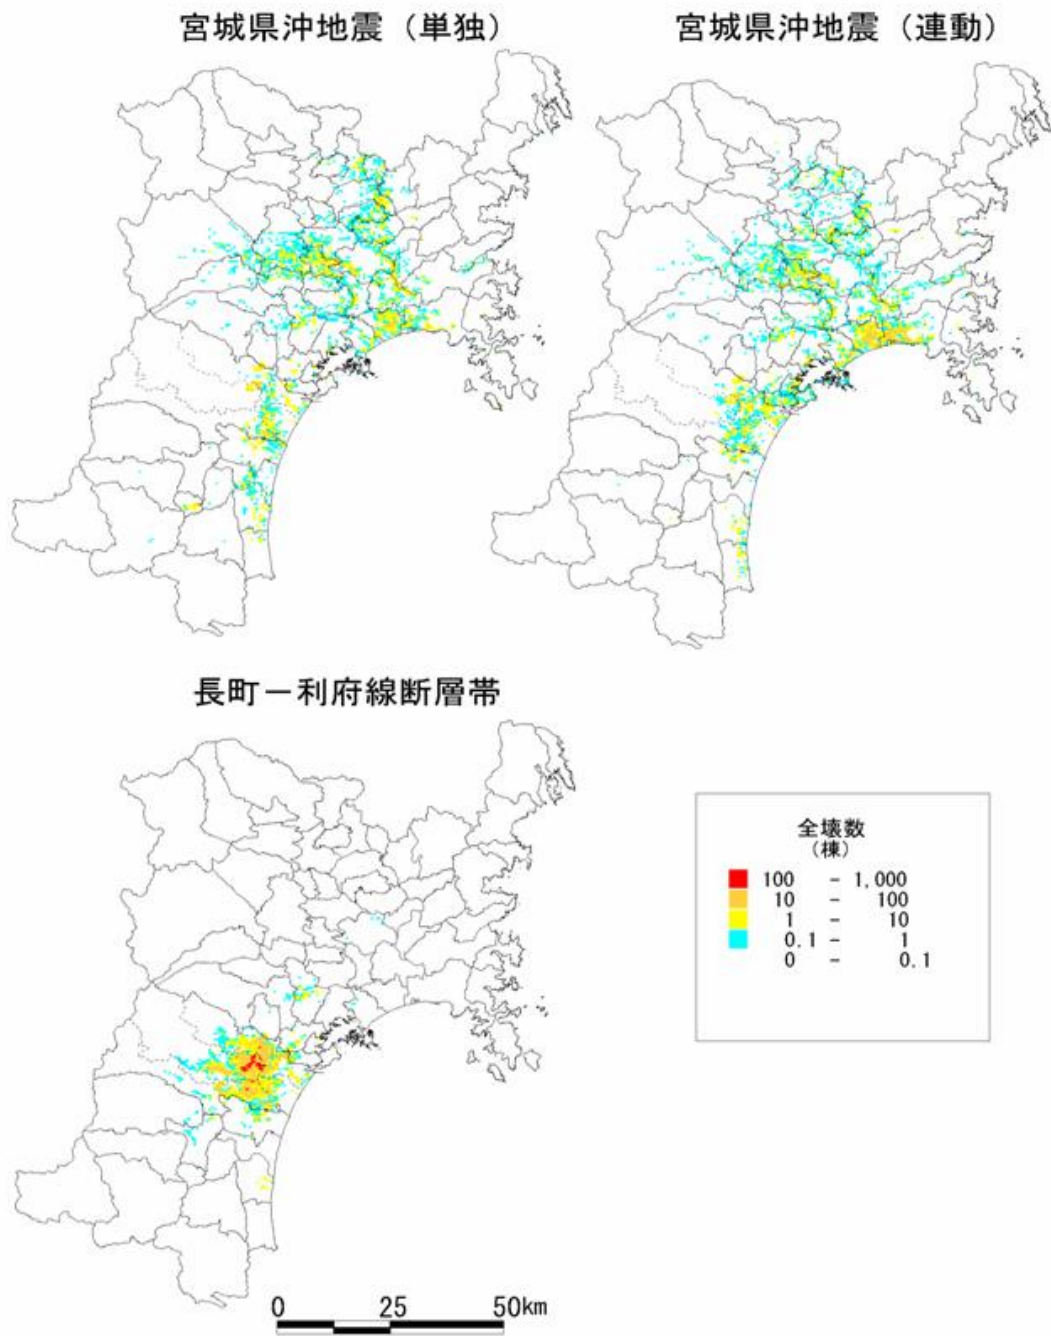 宮城県沖地震（単独）
宮城県沖地震（連動）
長町－利府線断層帯
全壊数
（棟）
100 - 1,000
10 - 100
1 - 10
0.1 - 1
0 - 0.1
0 25 50km